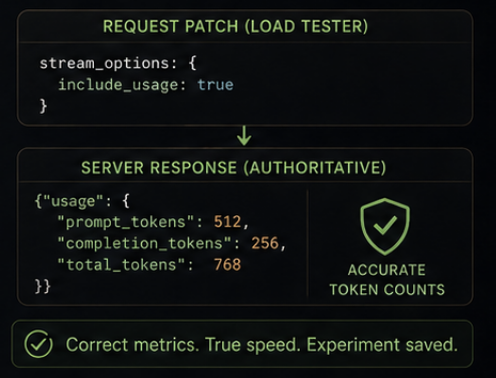 REQUEST PATCH (LOAD TESTER)
stream_options: {
  include_usage: true
}
SERVER RESPONSE (AUTHORITATIVE)
{"usage": {
  "prompt_tokens": 512,
  "completion_tokens": 256,
  "total_tokens":  768
}}
ACCURATE
TOKEN COUNTS
Correct metrics. True speed. Experiment saved.